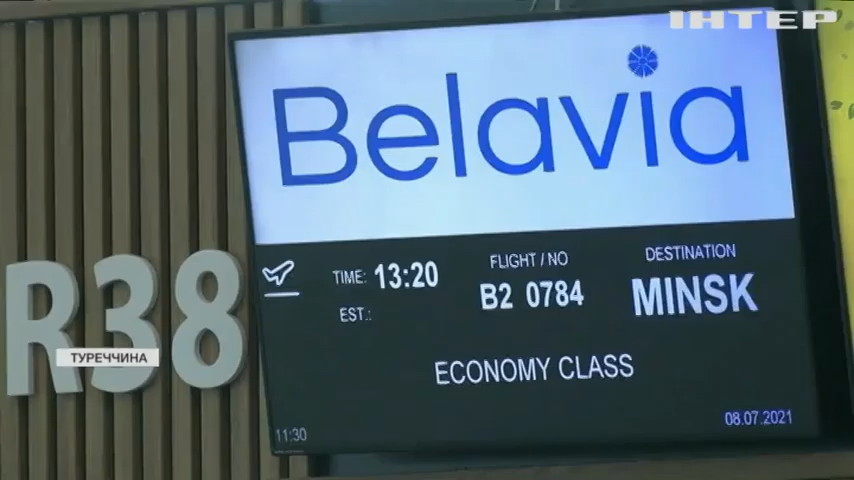 ІНТЕР
Belavia
TIME: 13:20
EST.:
FLIGHT / NO
B2 0784
DESTINATION
MINSK
ECONOMY CLASS
11:30
08.07.2021
R38
ТУРЕЧЧИНА